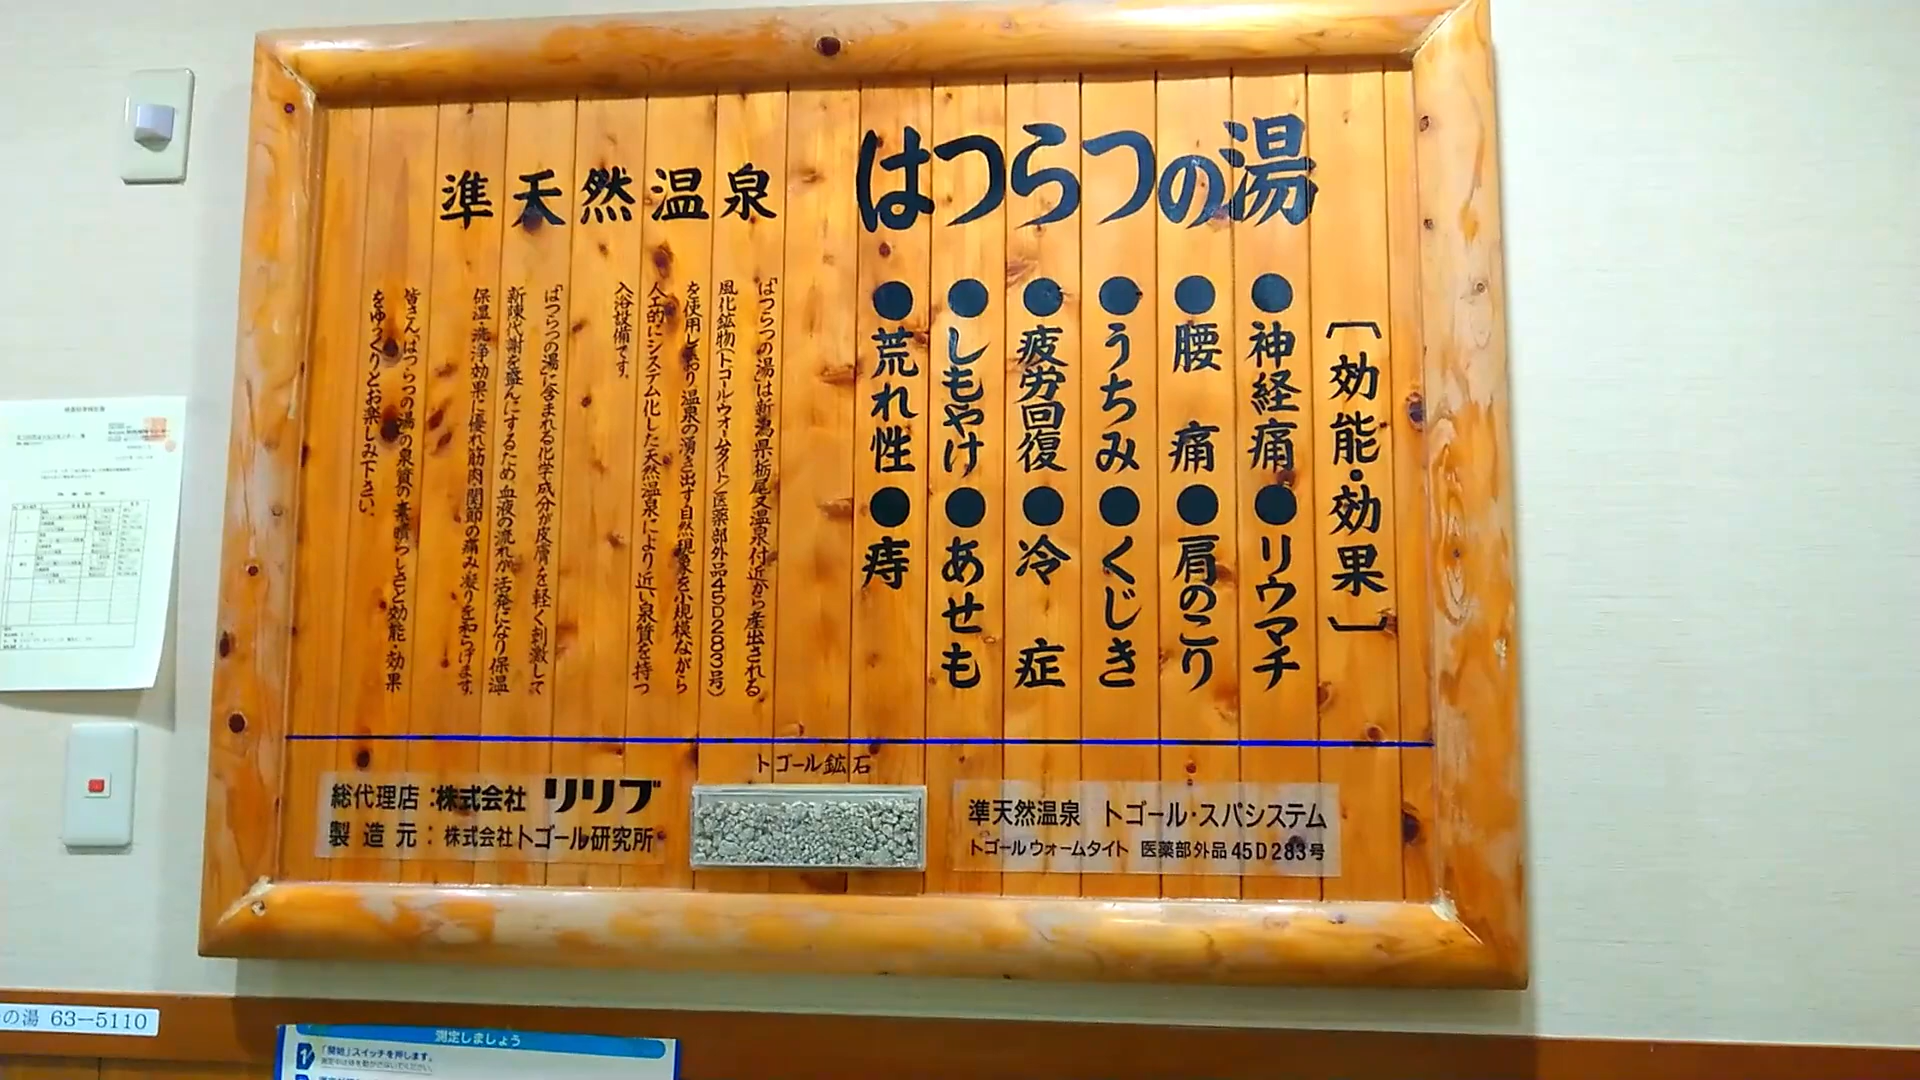 はつらつの湯
準天然温泉
〔効能・効果〕
●神経痛●リウマチ
●腰痛●肩のこり
●うちみ●くじき
●疲労回復●冷症
●しもやけ●あせも
●荒れ性●痔
「はつらつの湯」は新潟県栃尾又温泉付近から産出される
風化鉱物(トゴールウォームタイト/医薬部外品45D283号)
を使用しており、温泉の湧き出す自然現象を小規模ながら
人工的にシステム化した天然温泉により近い泉質を持つ
入浴設備です。
「はつらつの湯」に含まれる化学成分が皮膚を軽く刺激して
新陳代謝を盛んにするため、血液の流れが活発になり保温
保湿・洗浄効果に優れ筋肉・関節の痛み凝りを和らげます。
皆さん「はつらつの湯の泉質の素晴らしさと効能・効果
をゆっくりとお楽しみ下さい。
トゴール鉱石
総代理店:株式会社 リリブ
製造元:株式会社トゴール研究所
準天然温泉 トゴール・スパシステム
トゴールウォームタイト 医薬部外品45D283号
の湯 63-5110
測定しましょう
1 「開始」スイッチを押します。